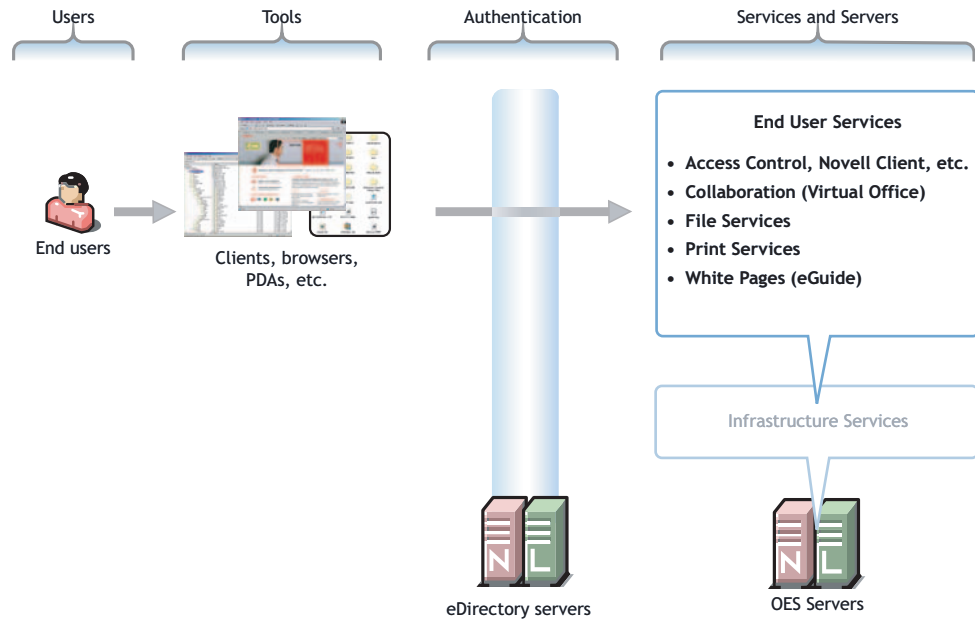 Users
Tools
Authentication
Services and Servers
End users
Clients, browsers,
PDAs, etc.
End User Services
• Access Control, Novell Client, etc.
• Collaboration (Virtual Office)
• File Services
• Print Services
• White Pages (eGuide)
Infrastructure Services
N L
eDirectory servers
N L
OES Servers